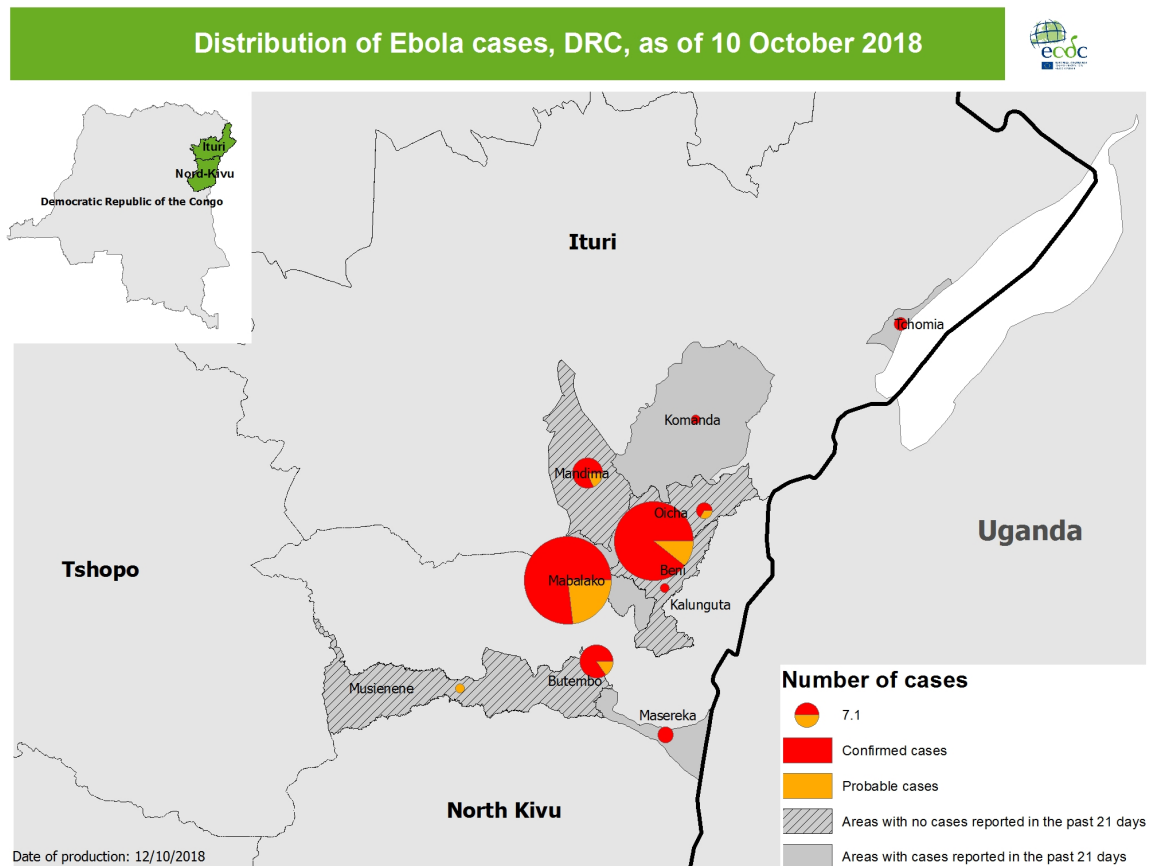 Distribution of Ebola cases, DRC, as of 10 October 2018
ecdc
Ituri
Nord-Kivu
Democratic Republic of the Congo
Ituri
Tchomia
Komanda
Mandima
Oicha
Uganda
Tshopo
Beni
Mabalako
Kalunguta
Butembo
Musienene
Masereka
North Kivu
Number of cases
7.1
Confirmed cases
Probable cases
Areas with no cases reported in the past 21 days
Areas with cases reported in the past 21 days
Date of production: 12/10/2018